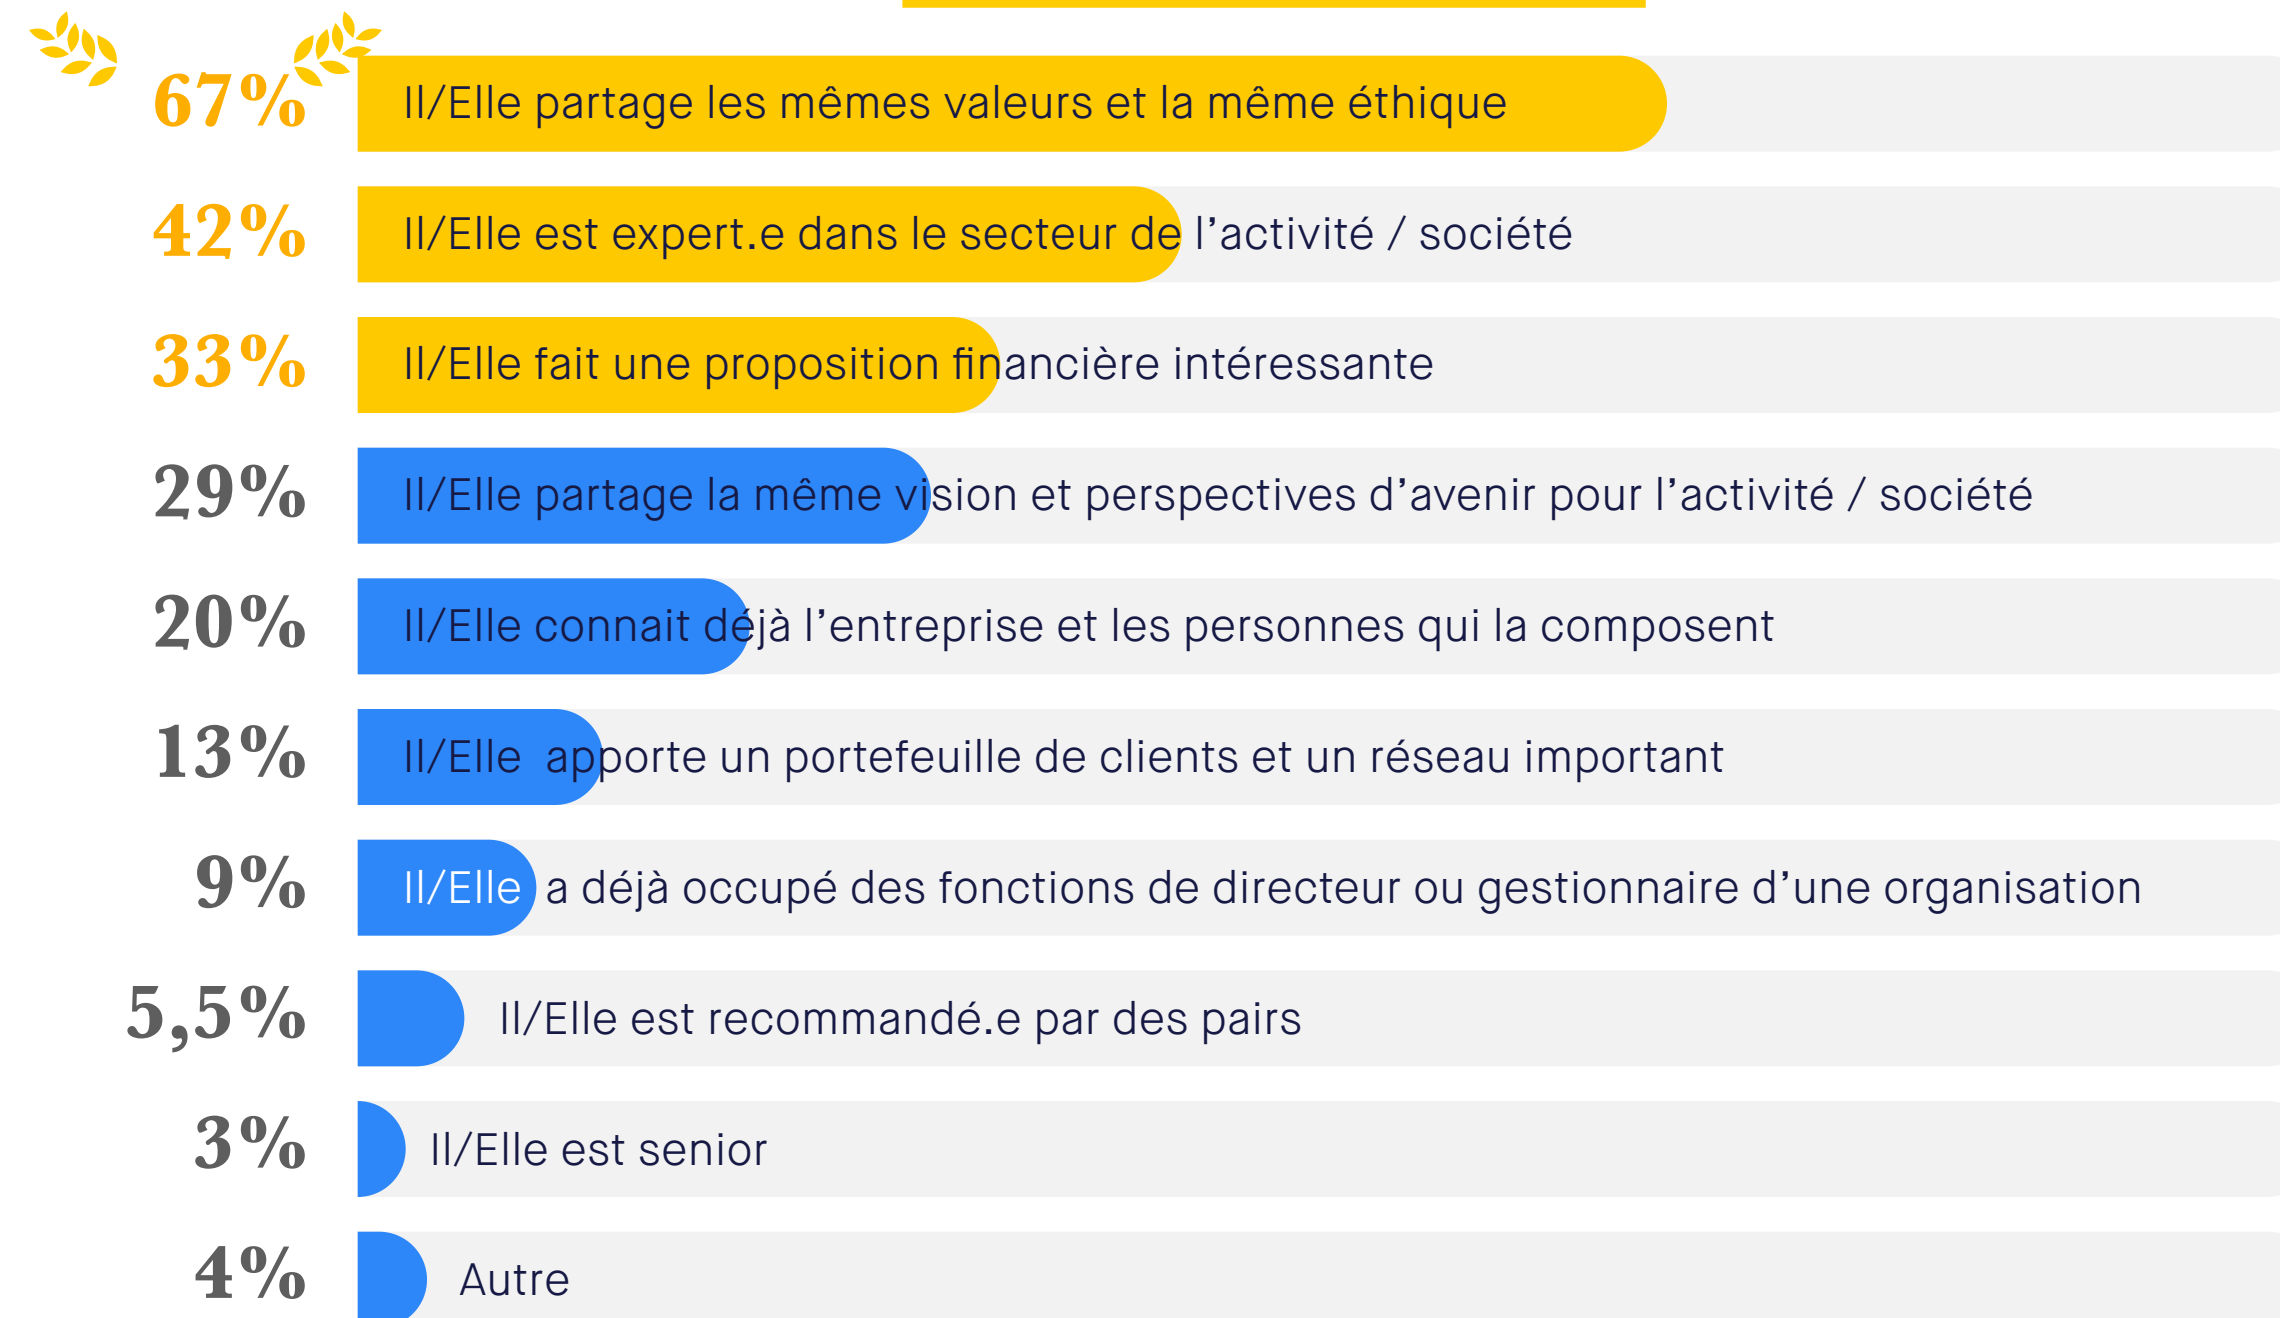 67% Il/Elle partage les mêmes valeurs et la même éthique
42% Il/Elle est expert.e dans le secteur de l’activité / société
33% Il/Elle fait une proposition financière intéressante
29% Il/Elle partage la même vision et perspectives d’avenir pour l’activité / société
20% Il/Elle connait déjà l’entreprise et les personnes qui la composent
13% Il/Elle apporte un portefeuille de clients et un réseau important
9% Il/Elle a déjà occupé des fonctions de directeur ou gestionnaire d’une organisation
5,5% Il/Elle est recommandé.e par des pairs
3% Il/Elle est senior
4% Autre